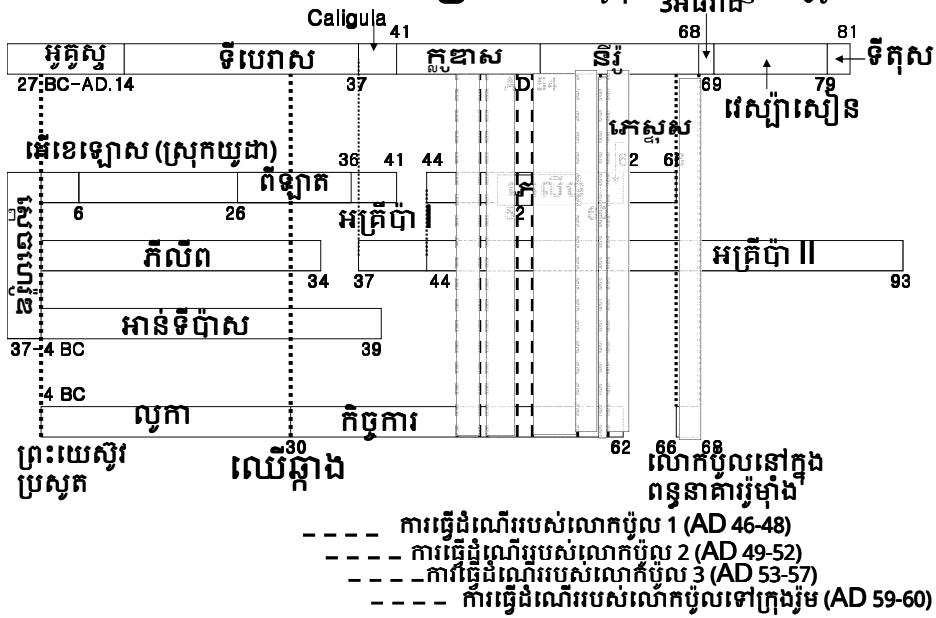 Caligula
41 68 81
អូគូស្ទ ទីបេរាស ក្លូឌាស នីរ៉ូ ទីតុស
27 BC-AD.14 37 69 79
វេស្ប៉ាសៀន
ភេស្ទុស
អើខេឡោស (ស្រុកយូដា) 36 41 44
ពីឡាត
6 26
អគ្រីប៉ា I
ភីលីព អគ្រីប៉ា II
34 37 44 93
អាន់ទីប៉ាស
37-4 BC 39
4 BC
លូកា កិច្ចការ
30 62 66 68
ព្រះយេស៊ូវ
ប្រសូត
ឈើឆ្កាង
លោកប៉ូលនៅក្នុង
ពន្ធនាគាររ៉ូម៉ាំង
ការធ្វើដំណើររបស់លោកប៉ូល 1 (AD 46-48)
ការធ្វើដំណើររបស់លោកប៉ូល 2 (AD 49-52)
ការធ្វើដំណើររបស់លោកប៉ូល 3 (AD 53-57)
ការធ្វើដំណើររបស់លោកប៉ូលទៅក្រុងរ៉ូម (AD 59-60)